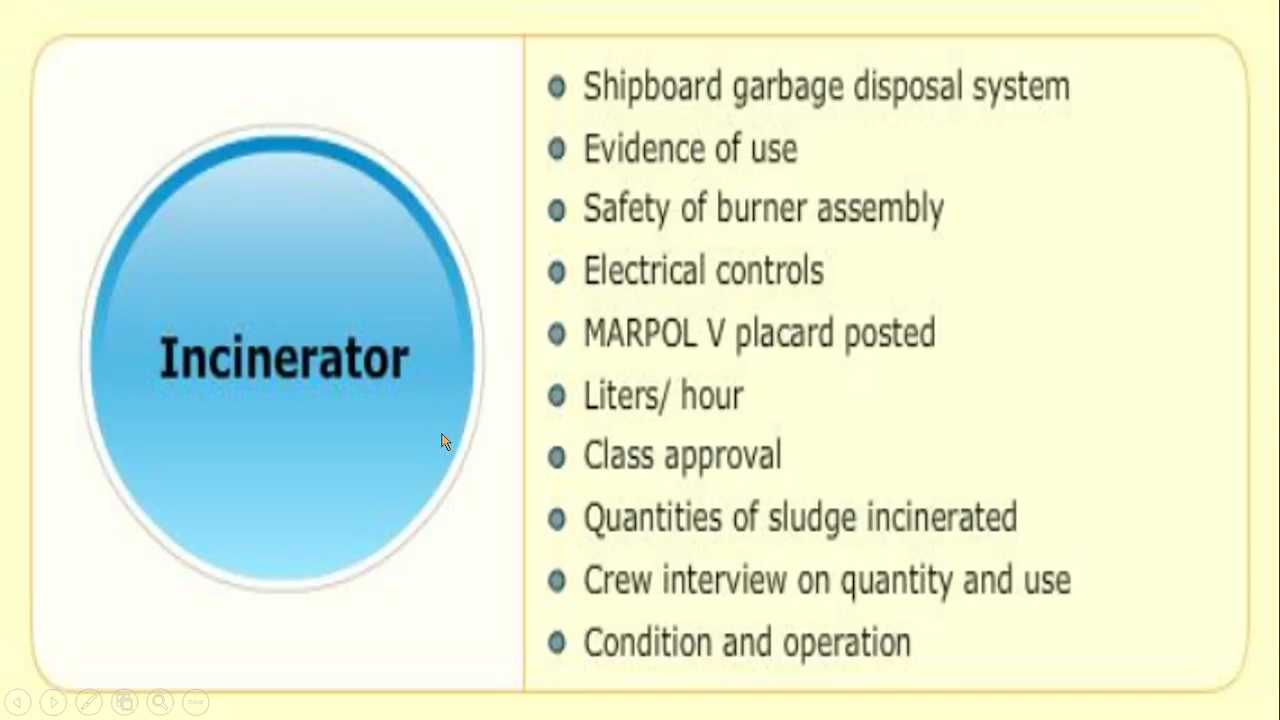 Incinerator
Shipboard garbage disposal system
Evidence of use
Safety of burner assembly
Electrical controls
MARPOL V placard posted
Liters/ hour
Class approval
Quantities of sludge incinerated
Crew interview on quantity and use
Condition and operation